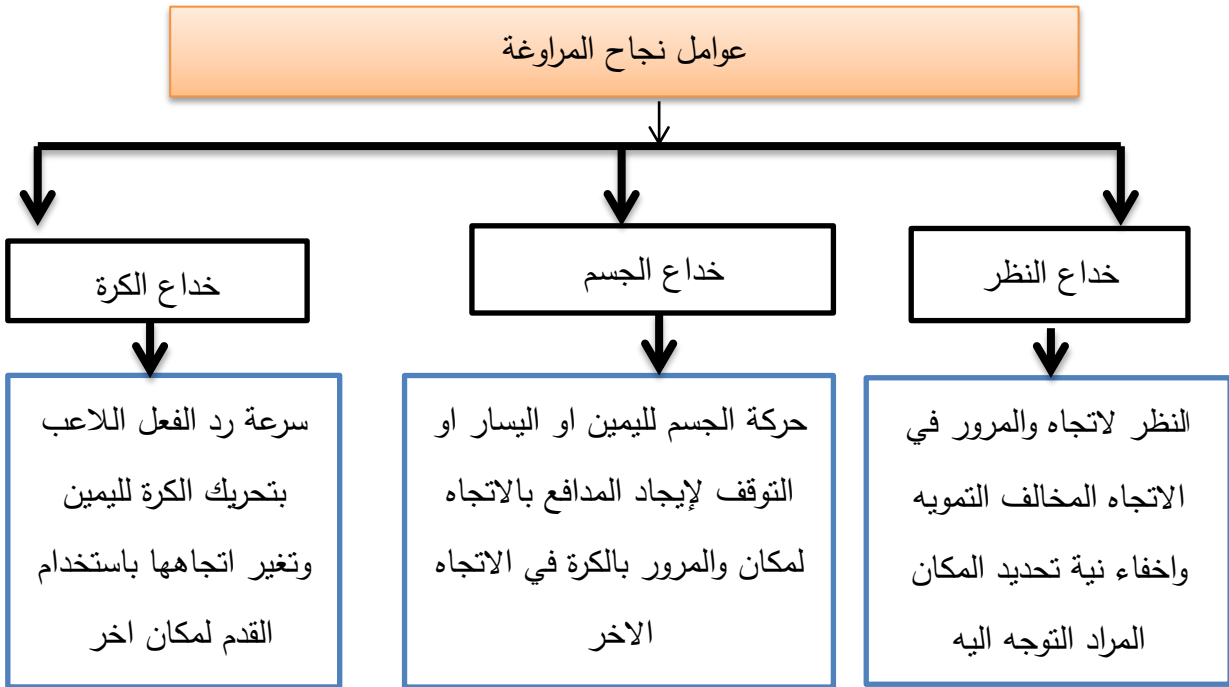 عوامل نجاح المراوغة
خداع النظر
خداع الجسم
خداع الكرة
النظر لاتجاه والمرور في
الاتجاه المخالف التمويه
واخفاء نية تحديد المكان
المراد التوجه اليه
حركة الجسم لليمين او اليسار او
التوقف لإيجاد المدافع بالاتجاه
لمكان والمرور بالكرة في الاتجاه
الاخر
سرعة رد الفعل اللاعب
بتحريك الكرة لليمين
وتغير اتجاهها باستخدام
القدم لمكان اخر